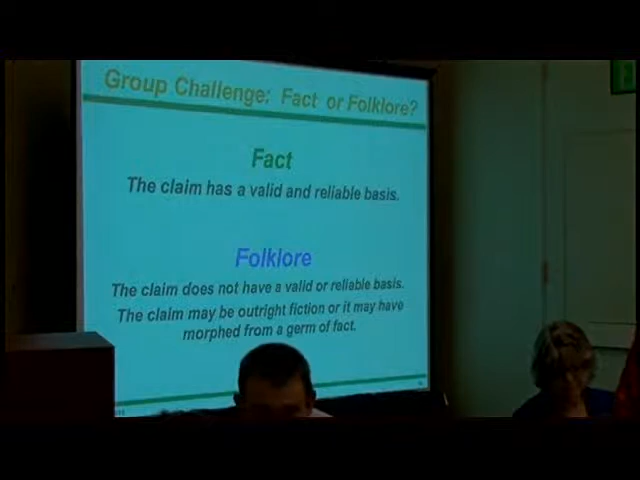 Group Challenge: Fact or Folklore?
Fact
The claim has a valid and reliable basis.
Folklore
The claim does not have a valid or reliable basis.
The claim may be outright fiction or it may have
morphed from a germ of fact.